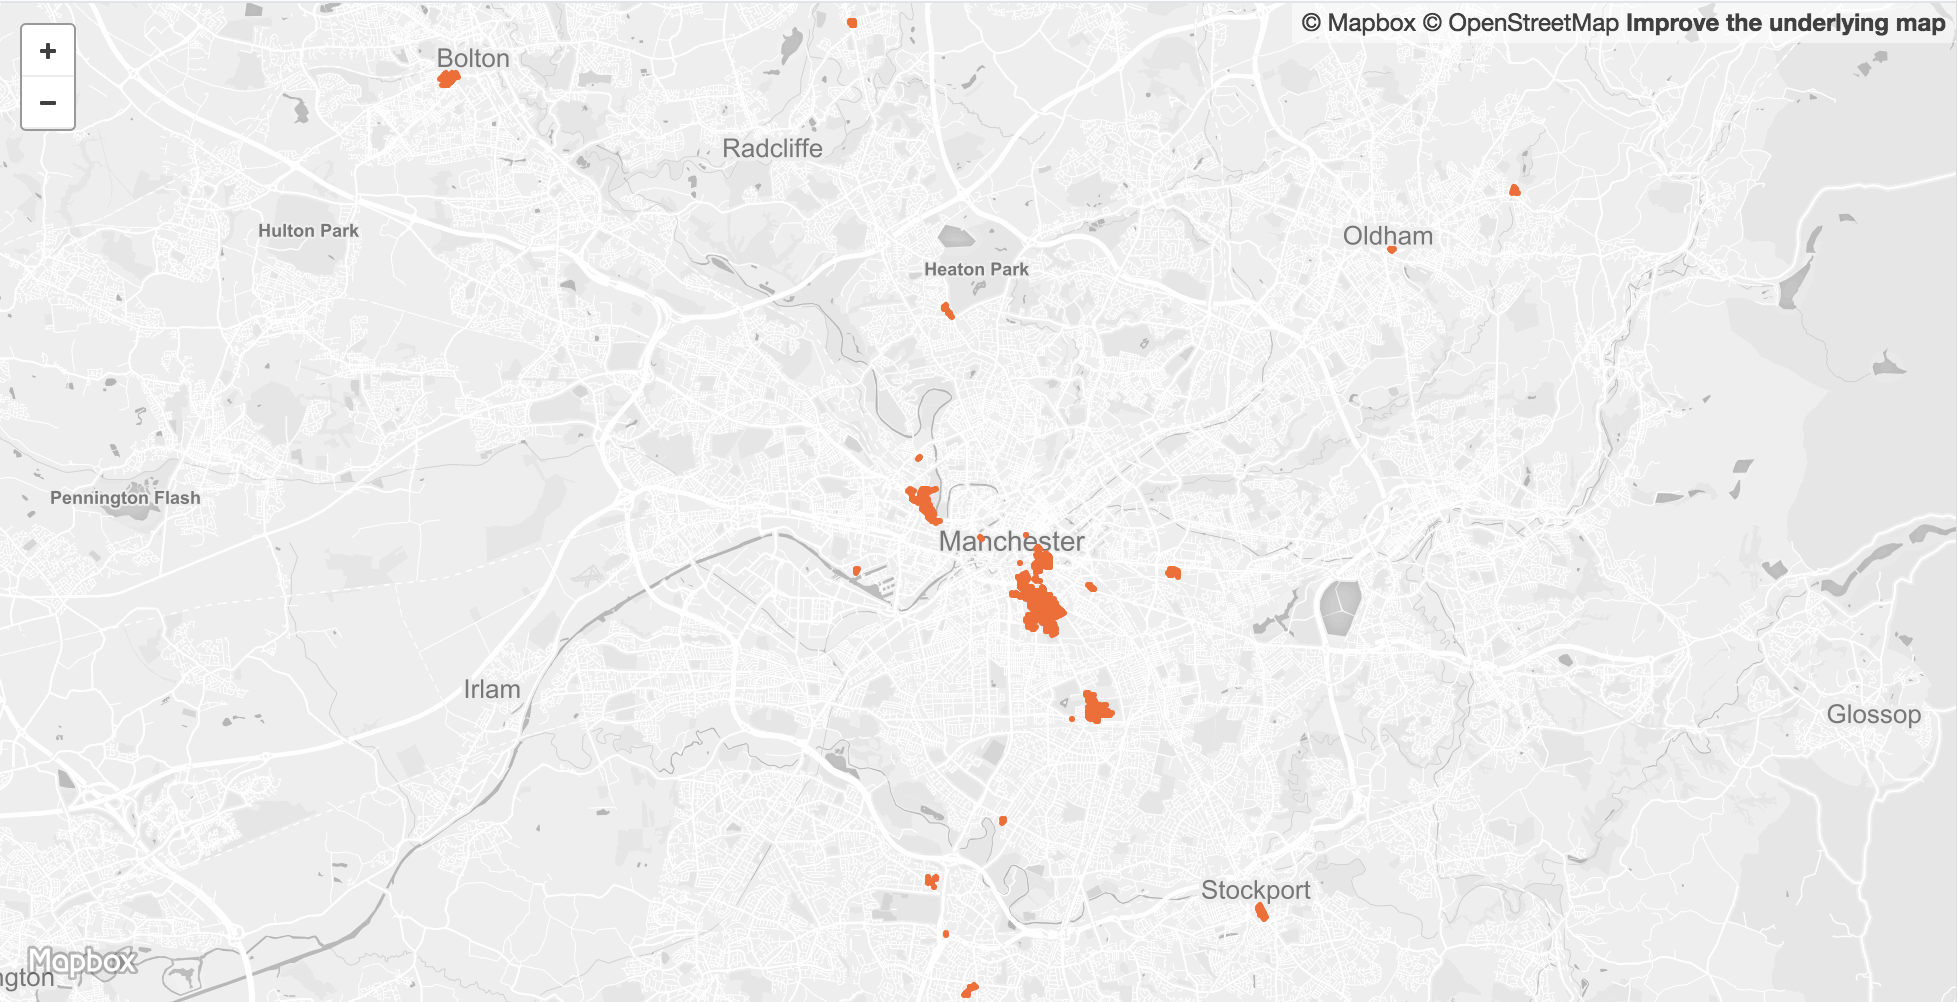 © Mapbox © OpenStreetMap Improve the underlying map
+
Bolton
−
Radcliffe
Hulton Park
Oldham
Heaton Park
Pennington Flash
Manchester
Irlam
Glossop
Stockport
Mapbox
ngton